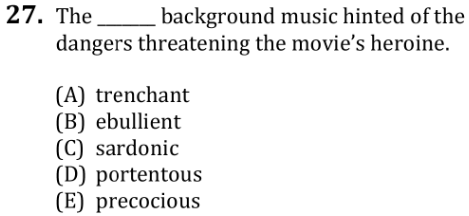 27. The ______ background music hinted of the
dangers threatening the movie's heroine.
(A) trenchant
(B) ebullient
(C) sardonic
(D) portentous
(E) precocious